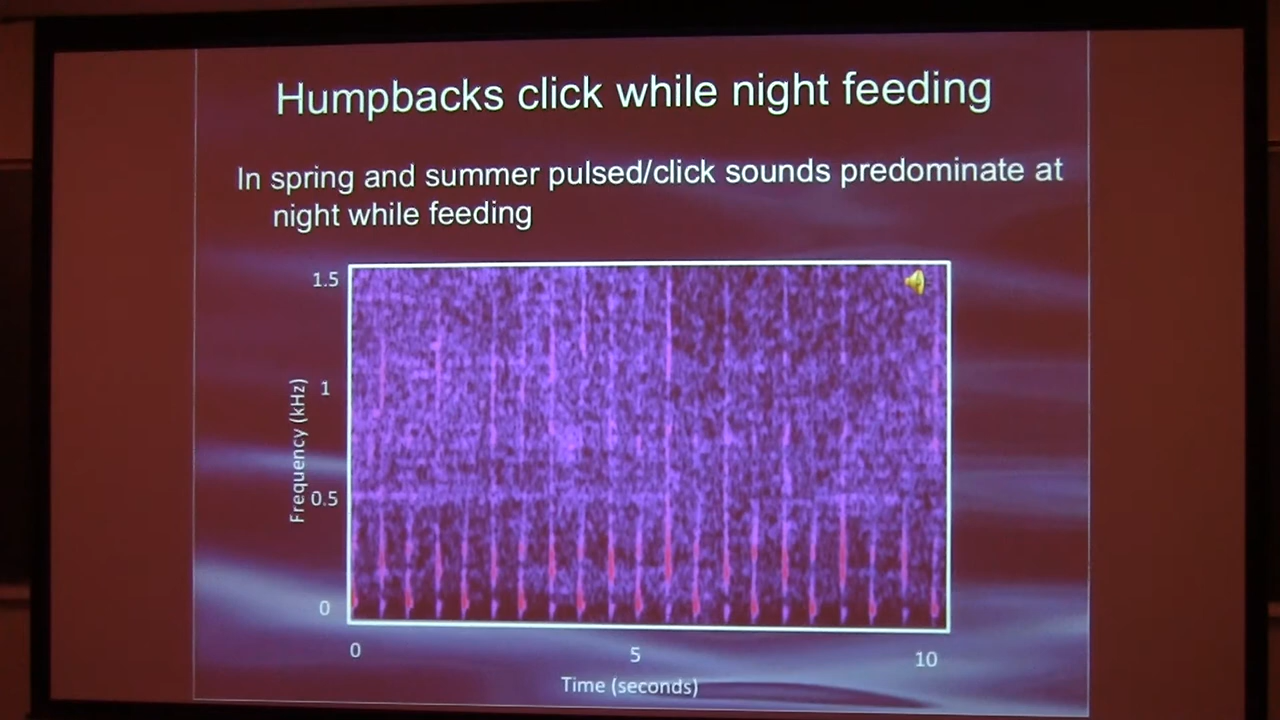 Humpbacks click while night feeding
In spring and summer pulsed/click sounds predominate at
night while feeding
1.5
1
0.5
0
Frequency (kHz)
0 5 10
Time (seconds)